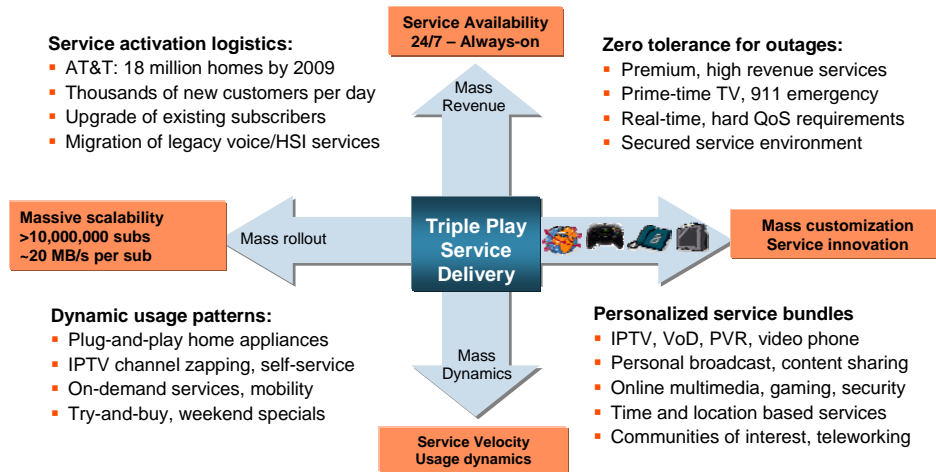 Service Availability
24/7 – Always-on
Service activation logistics:
AT&T: 18 million homes by 2009
Thousands of new customers per day
Upgrade of existing subscribers
Migration of legacy voice/HSI services
Mass
Revenue
Zero tolerance for outages:
Premium, high revenue services
Prime-time TV, 911 emergency
Real-time, hard QoS requirements
Secured service environment
Massive scalability
>10,000,000 subs
~20 MB/s per sub
Mass rollout
Triple Play
Service
Delivery
Mass customization
Service innovation
Dynamic usage patterns:
Plug-and-play home appliances
IPTV channel zapping, self-service
On-demand services, mobility
Try-and-buy, weekend specials
Mass
Dynamics
Personalized service bundles
IPTV, VoD, PVR, video phone
Personal broadcast, content sharing
Online multimedia, gaming, security
Time and location based services
Communities of interest, teleworking
Service Velocity
Usage dynamics